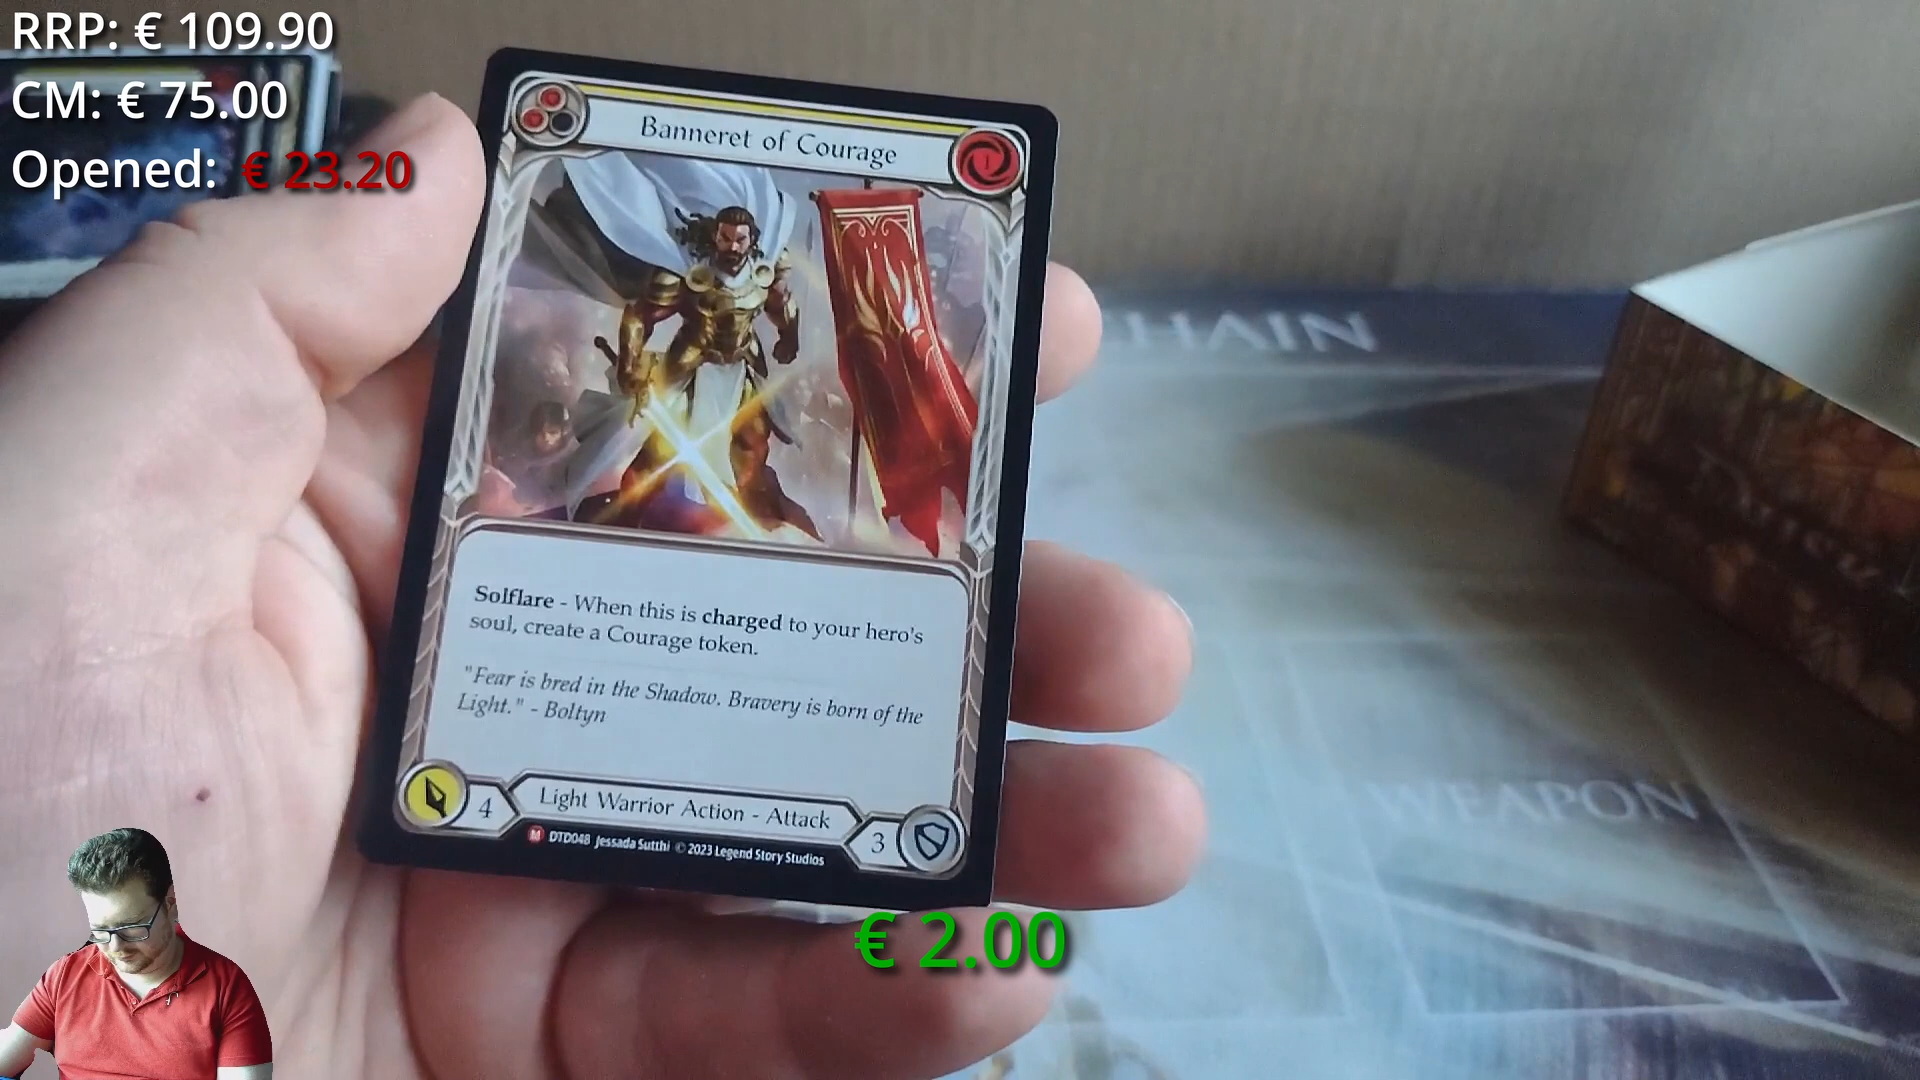 RRP: € 109.90
CM: € 75.00
Opened: € 23.20
Banneret of Courage
1
Solflare - When this is charged to your hero's
soul, create a Courage token.
"Fear is bred in the Shadow. Bravery is born of the
Light." - Boltyn
4
Light Warrior Action - Attack
3
M DTD048 Jessada Sutthi © 2023 Legend Story Studios
€ 2.00
CHAIN
WEAPON